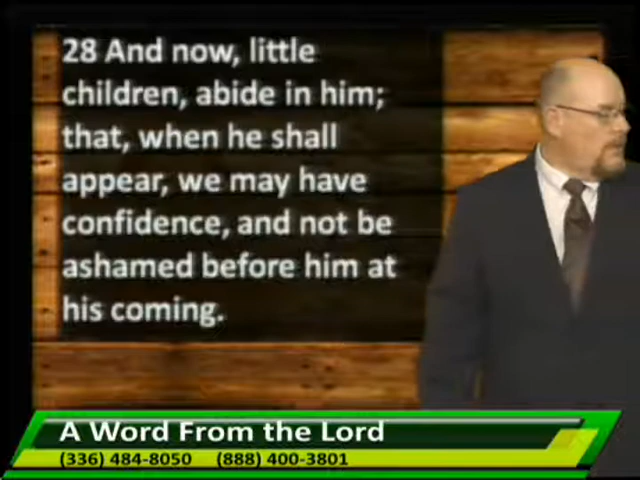 28 And now, little
children, abide in him;
that, when he shall
appear, we may have
confidence, and not be
ashamed before him at
his coming.
A Word From the Lord
(336) 484-8050 (888) 400-3801